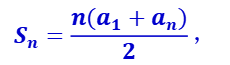 Sₙ = n(a₁ + aₙ) / 2 ,